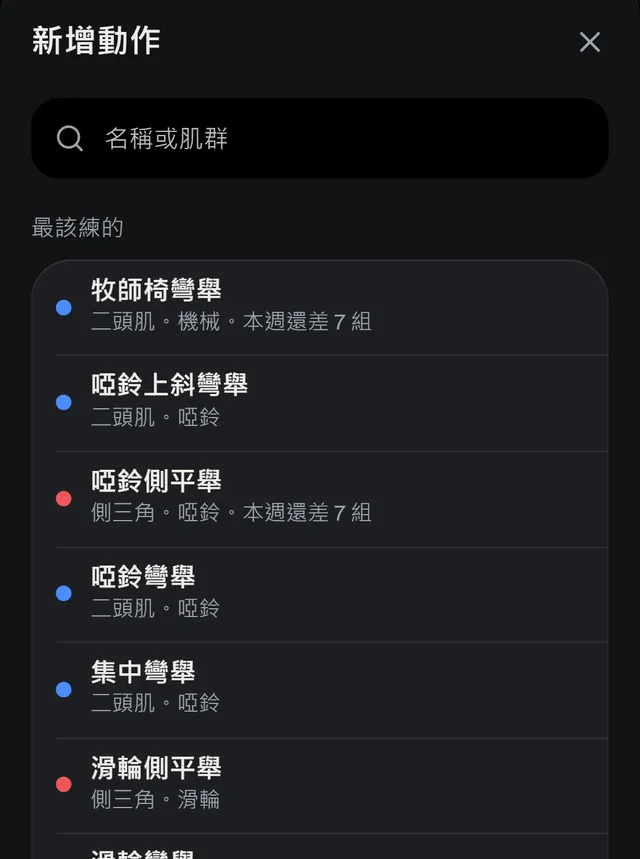 新增動作
名稱或肌群
最該練的
牧師椅彎舉
二頭肌。機械。本週還差 7 組
啞鈴上斜彎舉
二頭肌。啞鈴
啞鈴側平舉
側三角。啞鈴。本週還差 7 組
啞鈴彎舉
二頭肌。啞鈴
集中彎舉
二頭肌。啞鈴
滑輪側平舉
側三角。滑輪
滑輪彎舉